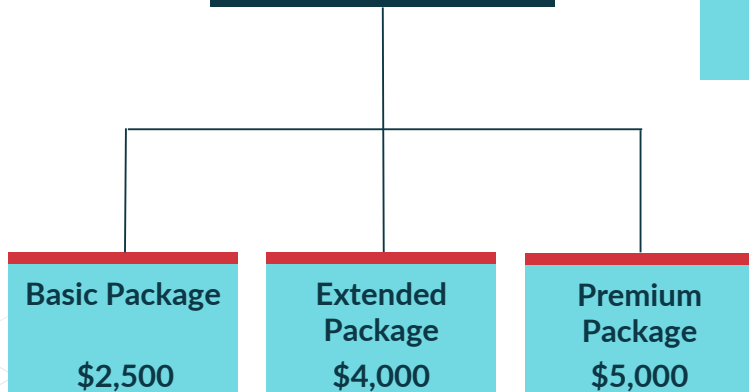 Basic Package
$2,500
Extended
Package
$4,000
Premium
Package
$5,000